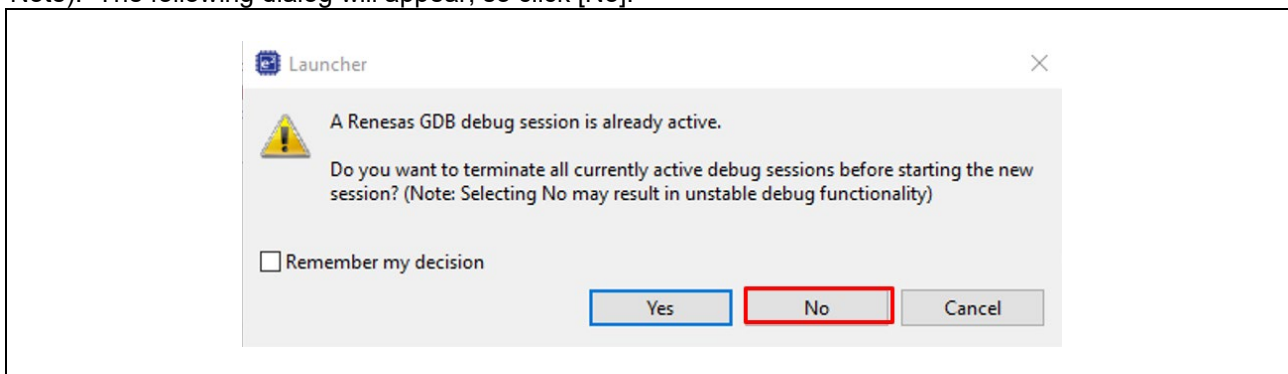 Note). The following dialog will appear, so click [No].
Launcher
A Renesas GDB debug session is already active.
Do you want to terminate all currently active debug sessions before starting the new
session? (Note: Selecting No may result in unstable debug functionality)
Remember my decision
Yes No Cancel